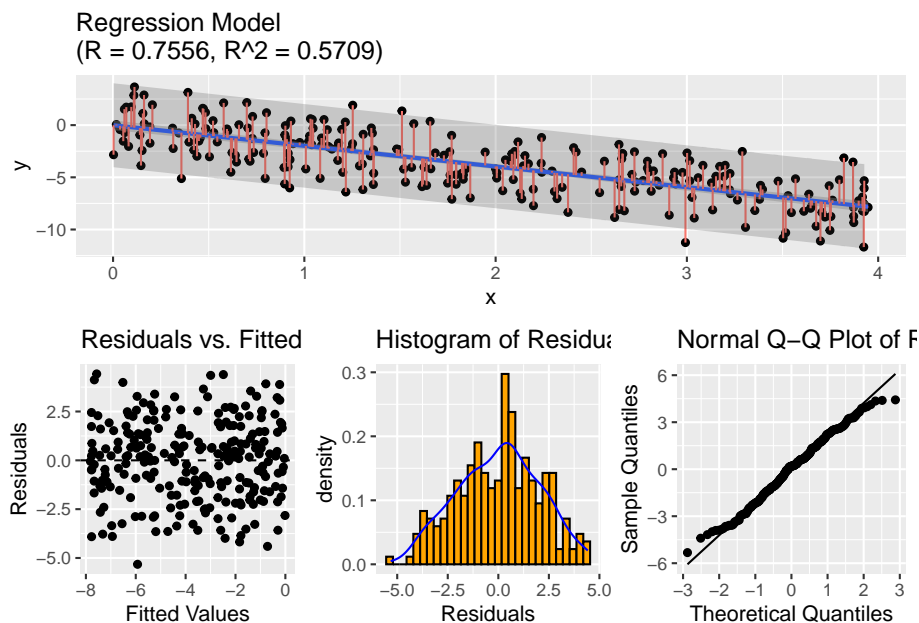 Regression Model
(R = 0.7556, R^2 = 0.5709)
y
0
−5
−10
0 1 2 3 4
x
Residuals vs. Fitted
Residuals
2.5
0.0
−2.5
−5.0
−8 −6 −4 −2 0
Fitted Values
Histogram of Residua
density
0.3
0.2
0.1
0.0
−5.0 −2.5 0.0 2.5 5.0
Residuals
Normal Q−Q Plot of R
Sample Quantiles
6
3
0
−3
−6
−3 −2 −1 0 1 2 3
Theoretical Quantiles